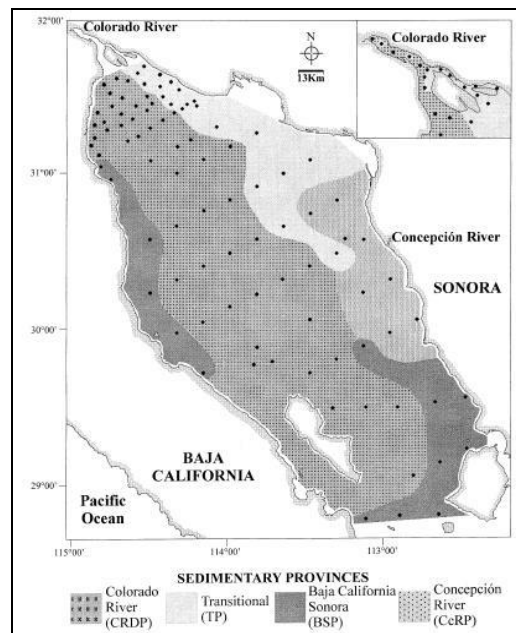 Colorado River
32°00'
N
13Km
Colorado River
31°00'
Concepción River
SONORA
30°00'
BAJA
CALIFORNIA
29°00'
Pacific
Ocean
115°00'
114°00'
113°00'
SEDIMENTARY PROVINCES
Colorado
River
(CRDP)
Transitional
(TP)
Baja California
Sonora
(BSP)
Concepción
River
(CcRP)